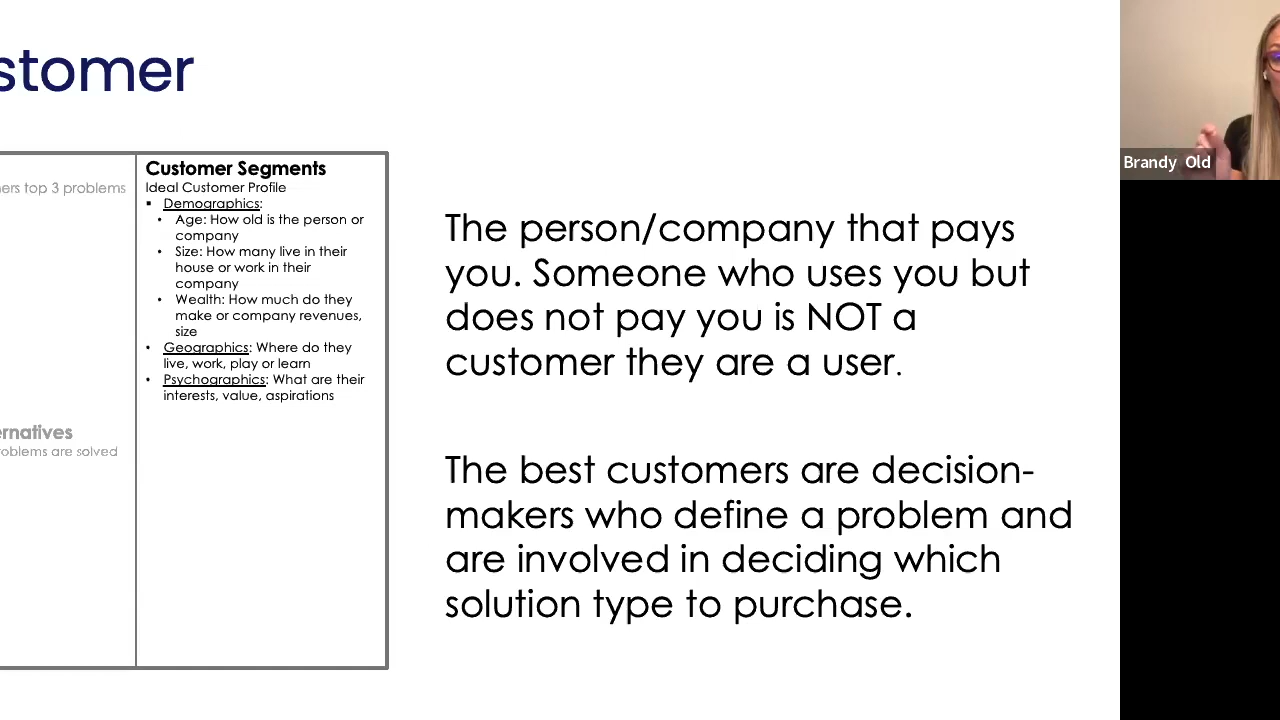 stomer
ers top 3 problems
ernatives
roblems are solved
Customer Segments
Ideal Customer Profile
▪ Demographics:
• Age: How old is the person or
company
• Size: How many live in their
house or work in their
company
• Wealth: How much do they
make or company revenues,
size
• Geographics: Where do they
live, work, play or learn
• Psychographics: What are their
interests, value, aspirations
The person/company that pays
you. Someone who uses you but
does not pay you is NOT a
customer they are a user.
The best customers are decision-
makers who define a problem and
are involved in deciding which
solution type to purchase.
Brandy Old